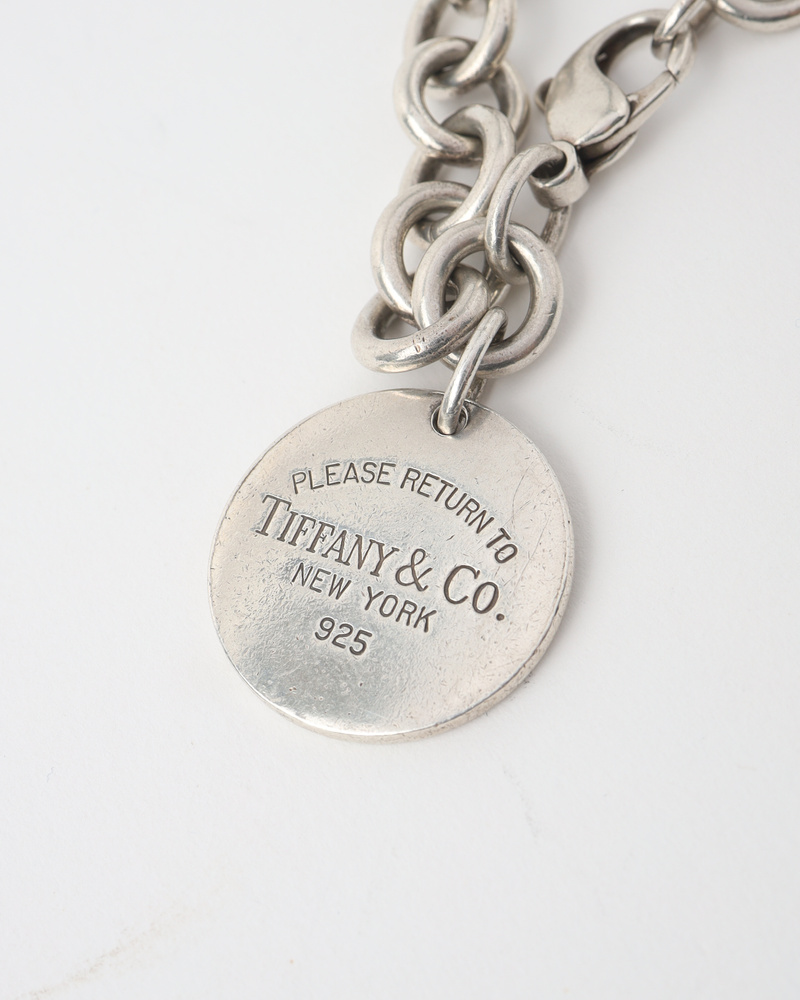 PLEASE RETURN TO
TIFFANY & CO.
NEW YORK
925